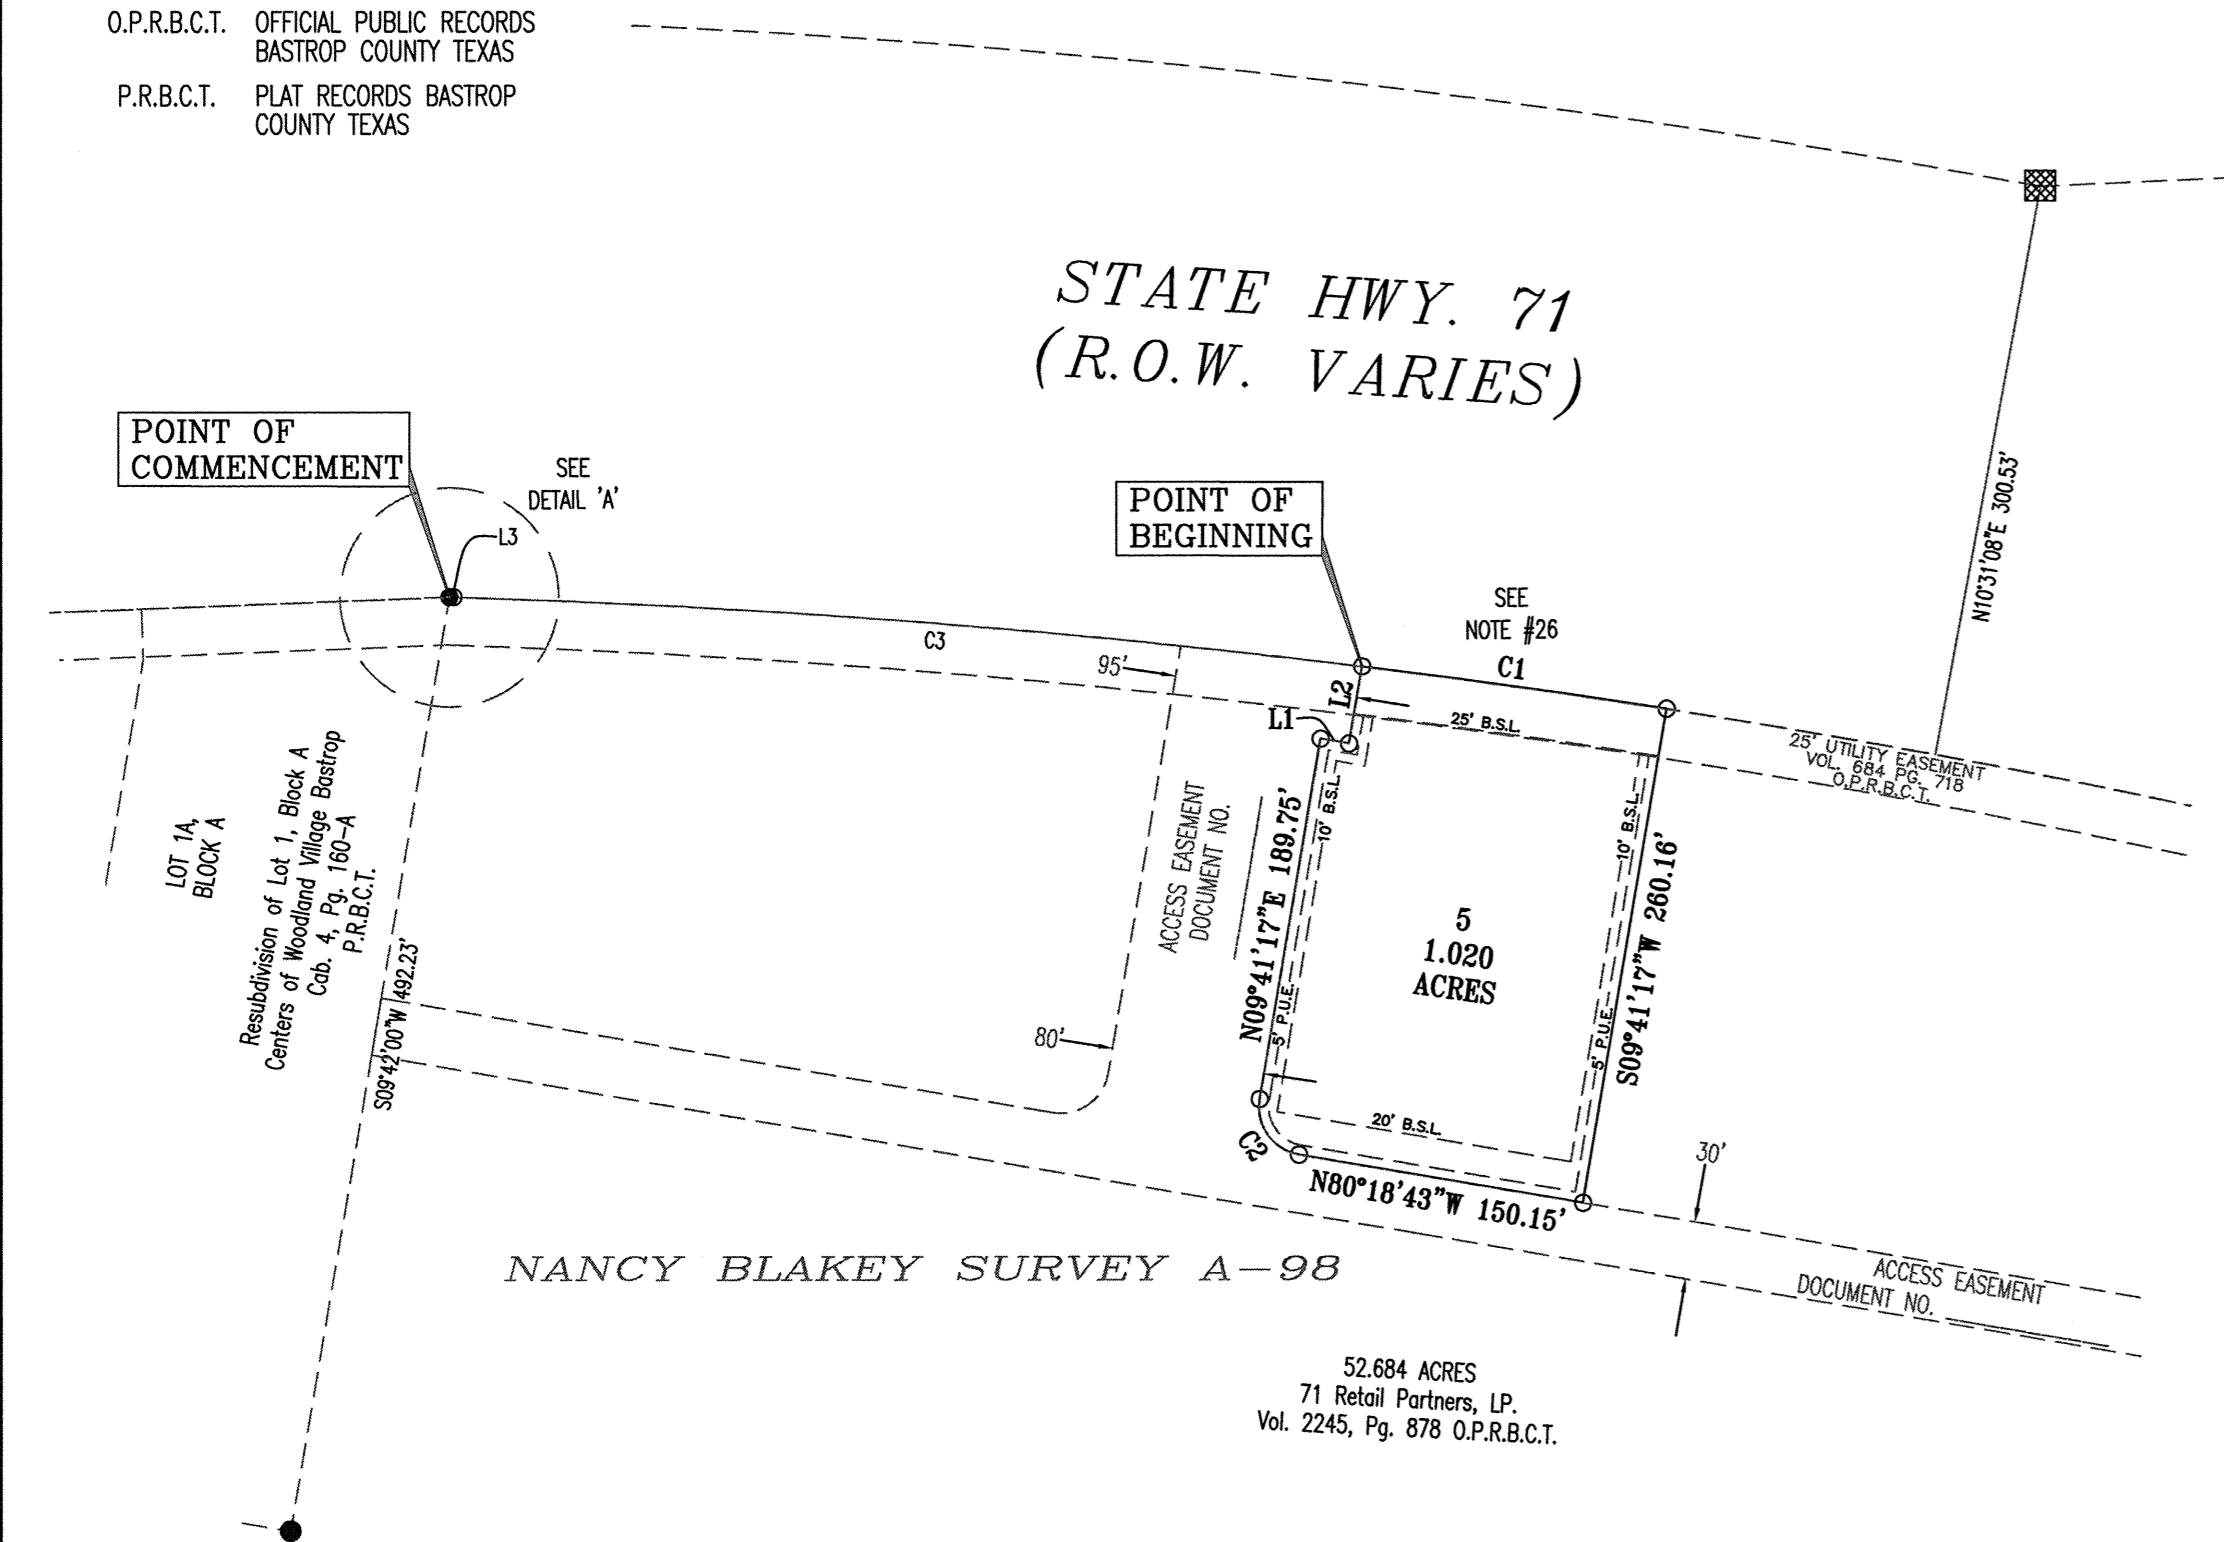 O.P.R.B.C.T. OFFICIAL PUBLIC RECORDS
BASTROP COUNTY TEXAS
P.R.B.C.T. PLAT RECORDS BASTROP
COUNTY TEXAS
STATE HWY. 71
(R.O.W. VARIES)
POINT OF
COMMENCEMENT
SEE
DETAIL 'A'
L3
POINT OF
BEGINNING
N10°31'08"E 300.53'
SEE
NOTE #26
C1
C3
95'
L2
L1
25' B.S.L.
25' UTILITY EASEMENT
VOL. 684 PG. 718
O.P.R.B.C.T.
LOT 1A,
BLOCK A
Resubdivision of Lot 1, Block A
Centers of Woodland Village Bastrop
Cab. 4, Pg. 160-A
P.R.B.C.T.
S09°42'00"W 492.23'
ACCESS EASEMENT
DOCUMENT NO.
N09°41'17"E 189.75'
10' B.S.L.
5' P.U.E.
5
1.020
ACRES
10' B.S.L.
5' P.U.E.
S09°41'17"W 260.16'
80'
20' B.S.L.
C2
N80°18'43"W 150.15'
30'
ACCESS EASEMENT
DOCUMENT NO.
NANCY BLAKEY SURVEY A-98
52.684 ACRES
71 Retail Partners, LP.
Vol. 2245, Pg. 878 O.P.R.B.C.T.